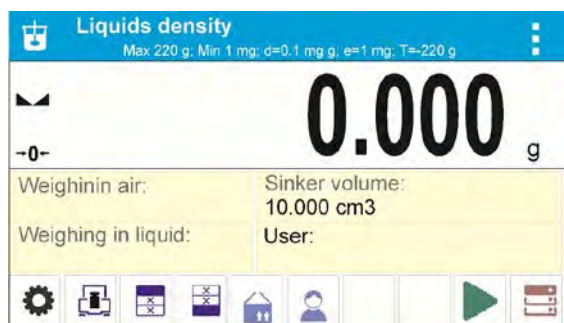 Liquids density
Max 220 g; Min 1 mg; d=0.1 mg g; e=1 mg; T=-220 g
→0←
0.000 g
Weighinin air:
Sinker volume:
10.000 cm3
Weighing in liquid:
User: